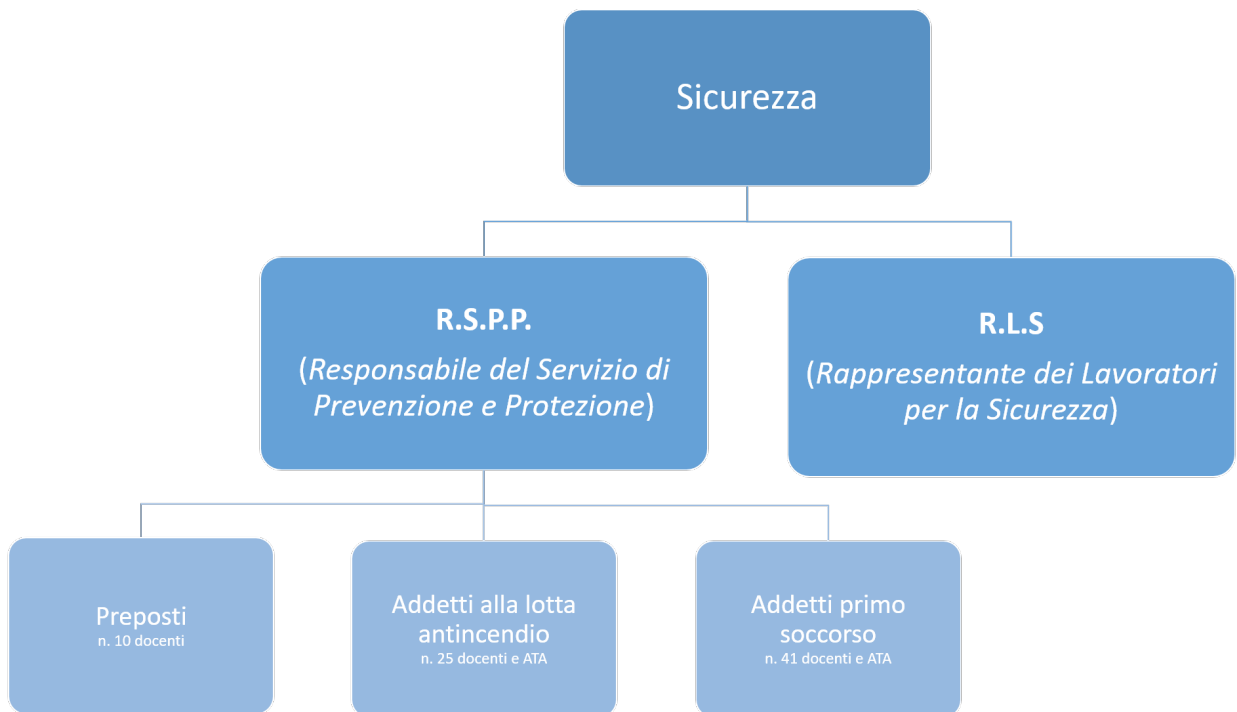 Sicurezza
R.S.P.P.
(Responsabile del Servizio di
Prevenzione e Protezione)
R.L.S
(Rappresentante dei Lavoratori
per la Sicurezza)
Preposti
n. 10 docenti
Addetti alla lotta
antincendio
n. 25 docenti e ATA
Addetti primo
soccorso
n. 41 docenti e ATA